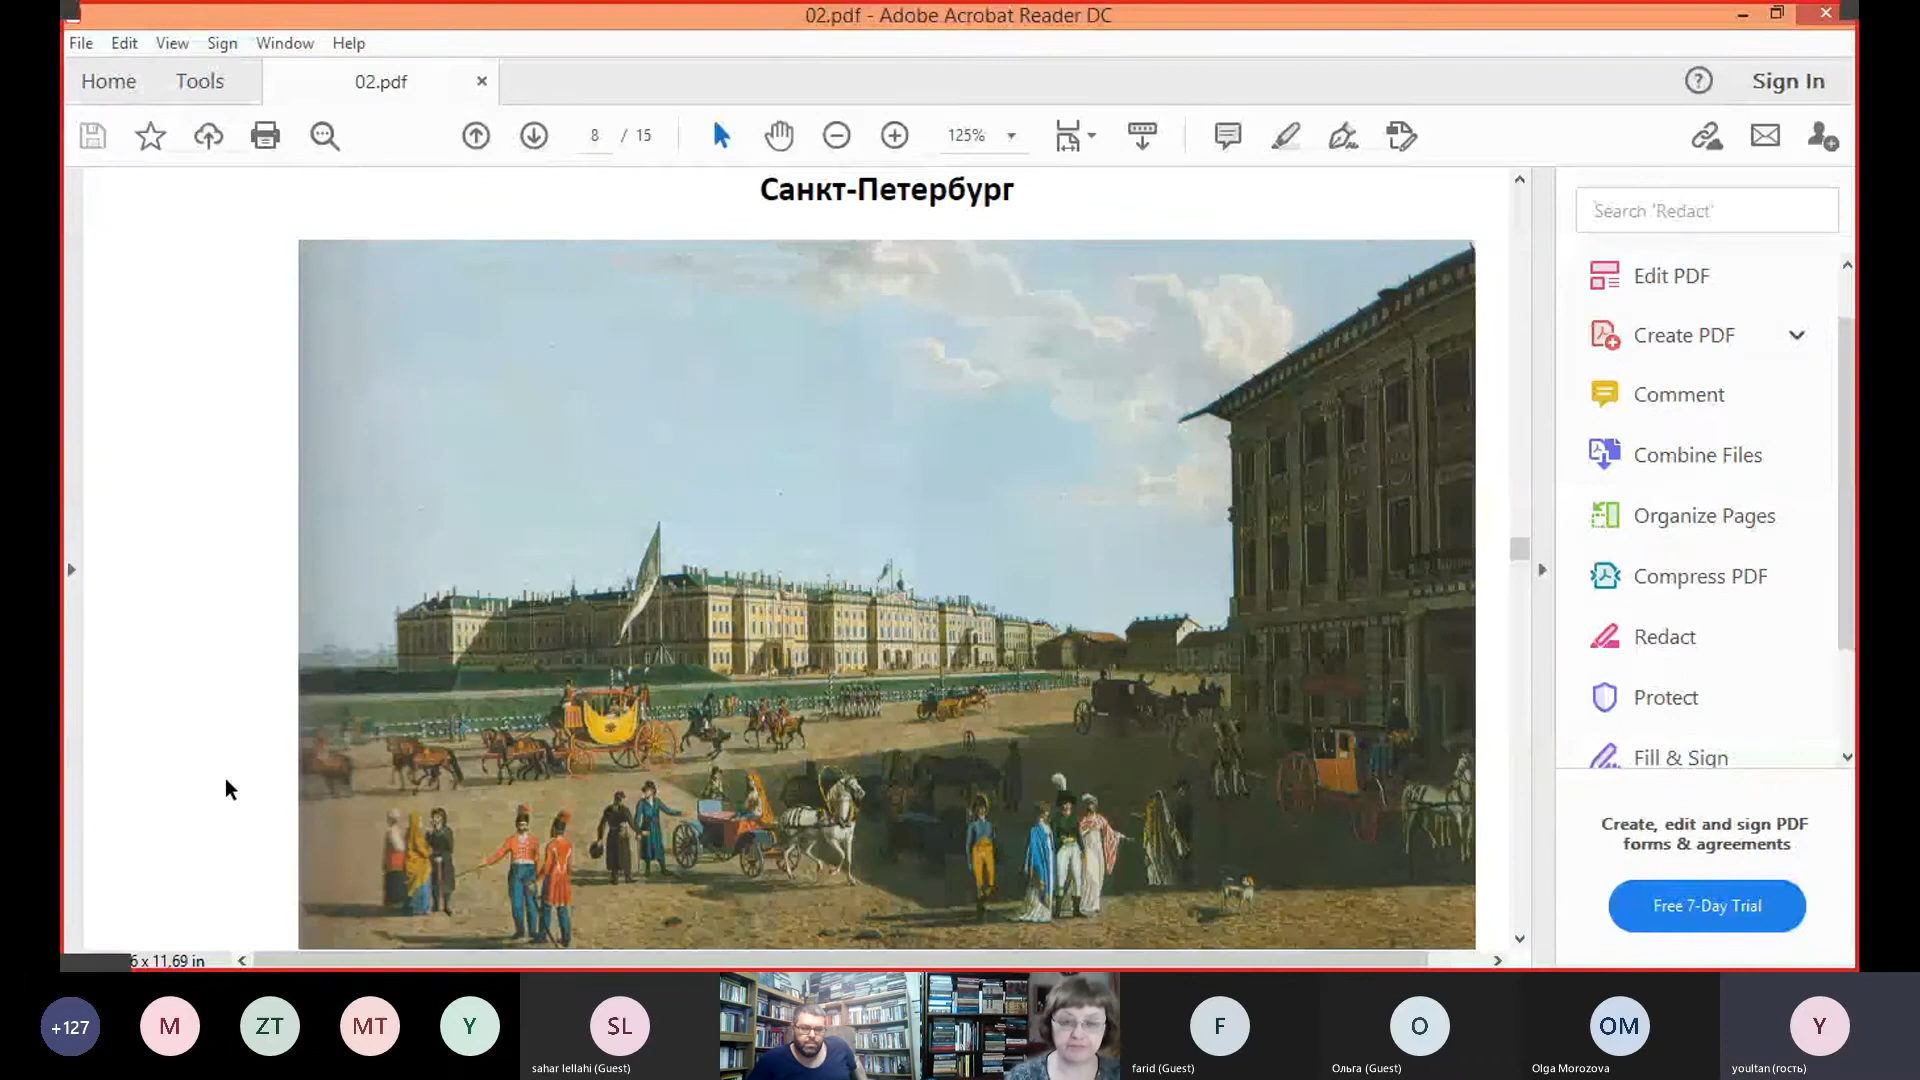 02.pdf - Adobe Acrobat Reader DC
File Edit View Sign Window Help
Home Tools 02.pdf Sign In
8 / 15 125%
Санкт-Петербург
Search 'Redact'
Edit PDF
Create PDF
Comment
Combine Files
Organize Pages
Compress PDF
Redact
Protect
Fill & Sign
Create, edit and sign PDF
forms & agreements
Free 7-Day Trial
6 x 11,69 in
+127 M ZT MT Y SL F O OM Y
sahar lellahi (Guest) farid (Guest) Ольга (Guest) Olga Morozova youltan (гость)